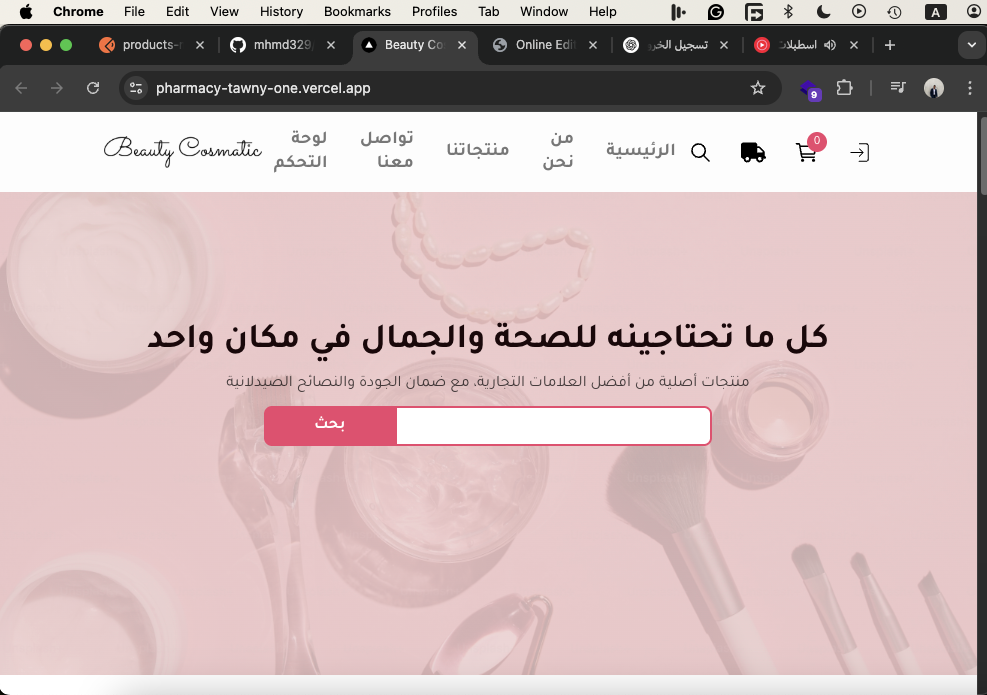 Chrome File Edit View History Bookmarks Profiles Tab Window Help A
products- mhmd329 Beauty Co Online Edi تسجيل الخرو اسطبلات
pharmacy-tawny-one.vercel.app 9
Beauty Cosmatic
الرئيسية
من نحن
منتجاتنا
تواصل معنا
لوحة التحكم
0
كل ما تحتاجينه للصحة والجمال في مكان واحد
منتجات أصلية من أفضل العلامات التجارية، مع ضمان الجودة والنصائح الصيدلانية
بحث